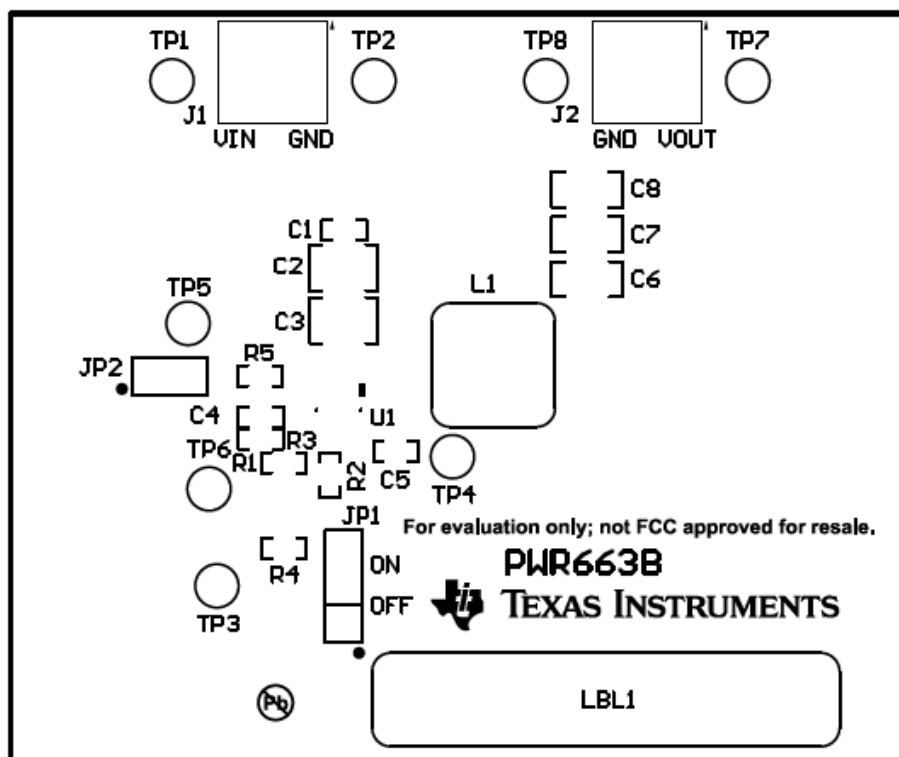 TP1 TP2 TP8 TP7
J1 J2
VIN GND GND VOUT
C8
C1 C7
C2
C6
TP5 L1
C3
R5
JP2
C4 U1
TP6 R3
R1 R2 C5
TP4
JP1
For evaluation only; not FCC approved for resale.
PWR663B
R4 ON
OFF TEXAS INSTRUMENTS
TP3
Pb LBL1